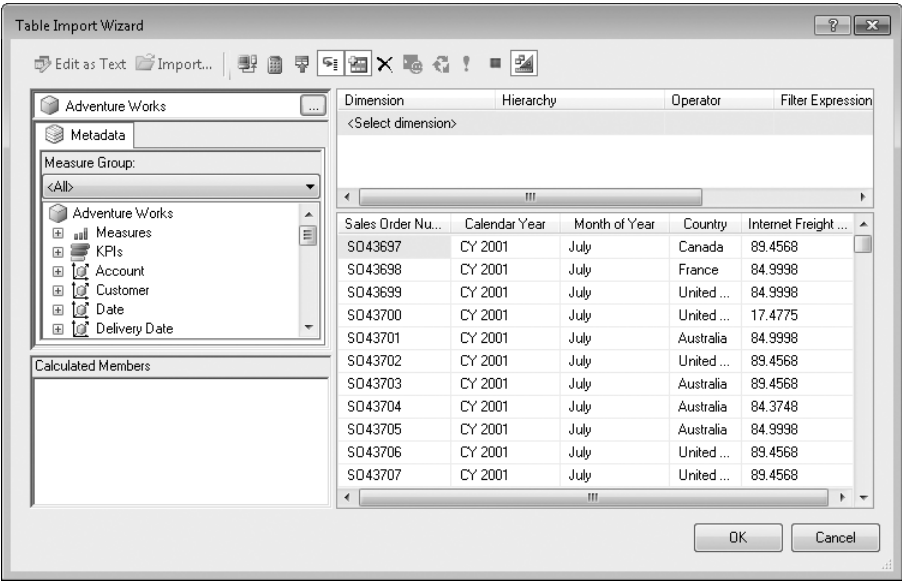 Table Import Wizard
Edit as Text Import...
Adventure Works ...
Metadata
Measure Group:
<All>
Adventure Works
Measures
KPIs
Account
Customer
Date
Delivery Date
Calculated Members
Dimension Hierarchy Operator Filter Expression
<Select dimension>
Sales Order Nu... Calendar Year Month of Year Country Internet Freight ...
SO43697 CY 2001 July Canada 89.4568
SO43698 CY 2001 July France 84.9998
SO43699 CY 2001 July United ... 84.9998
SO43700 CY 2001 July United ... 17.4775
SO43701 CY 2001 July Australia 84.9998
SO43702 CY 2001 July United ... 89.4568
SO43703 CY 2001 July Australia 89.4568
SO43704 CY 2001 July Australia 84.3748
SO43705 CY 2001 July Australia 84.9998
SO43706 CY 2001 July United ... 89.4568
SO43707 CY 2001 July United ... 89.4568
OK Cancel